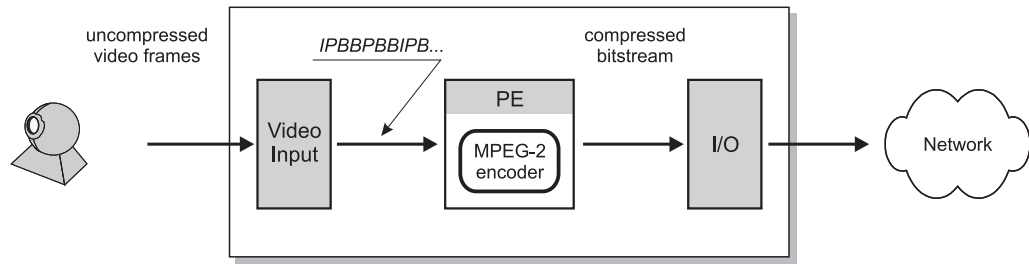 uncompressed
video frames
IPBBPBBIPB...
compressed
bitstream
Video
Input
PE
MPEG-2
encoder
I/O
Network